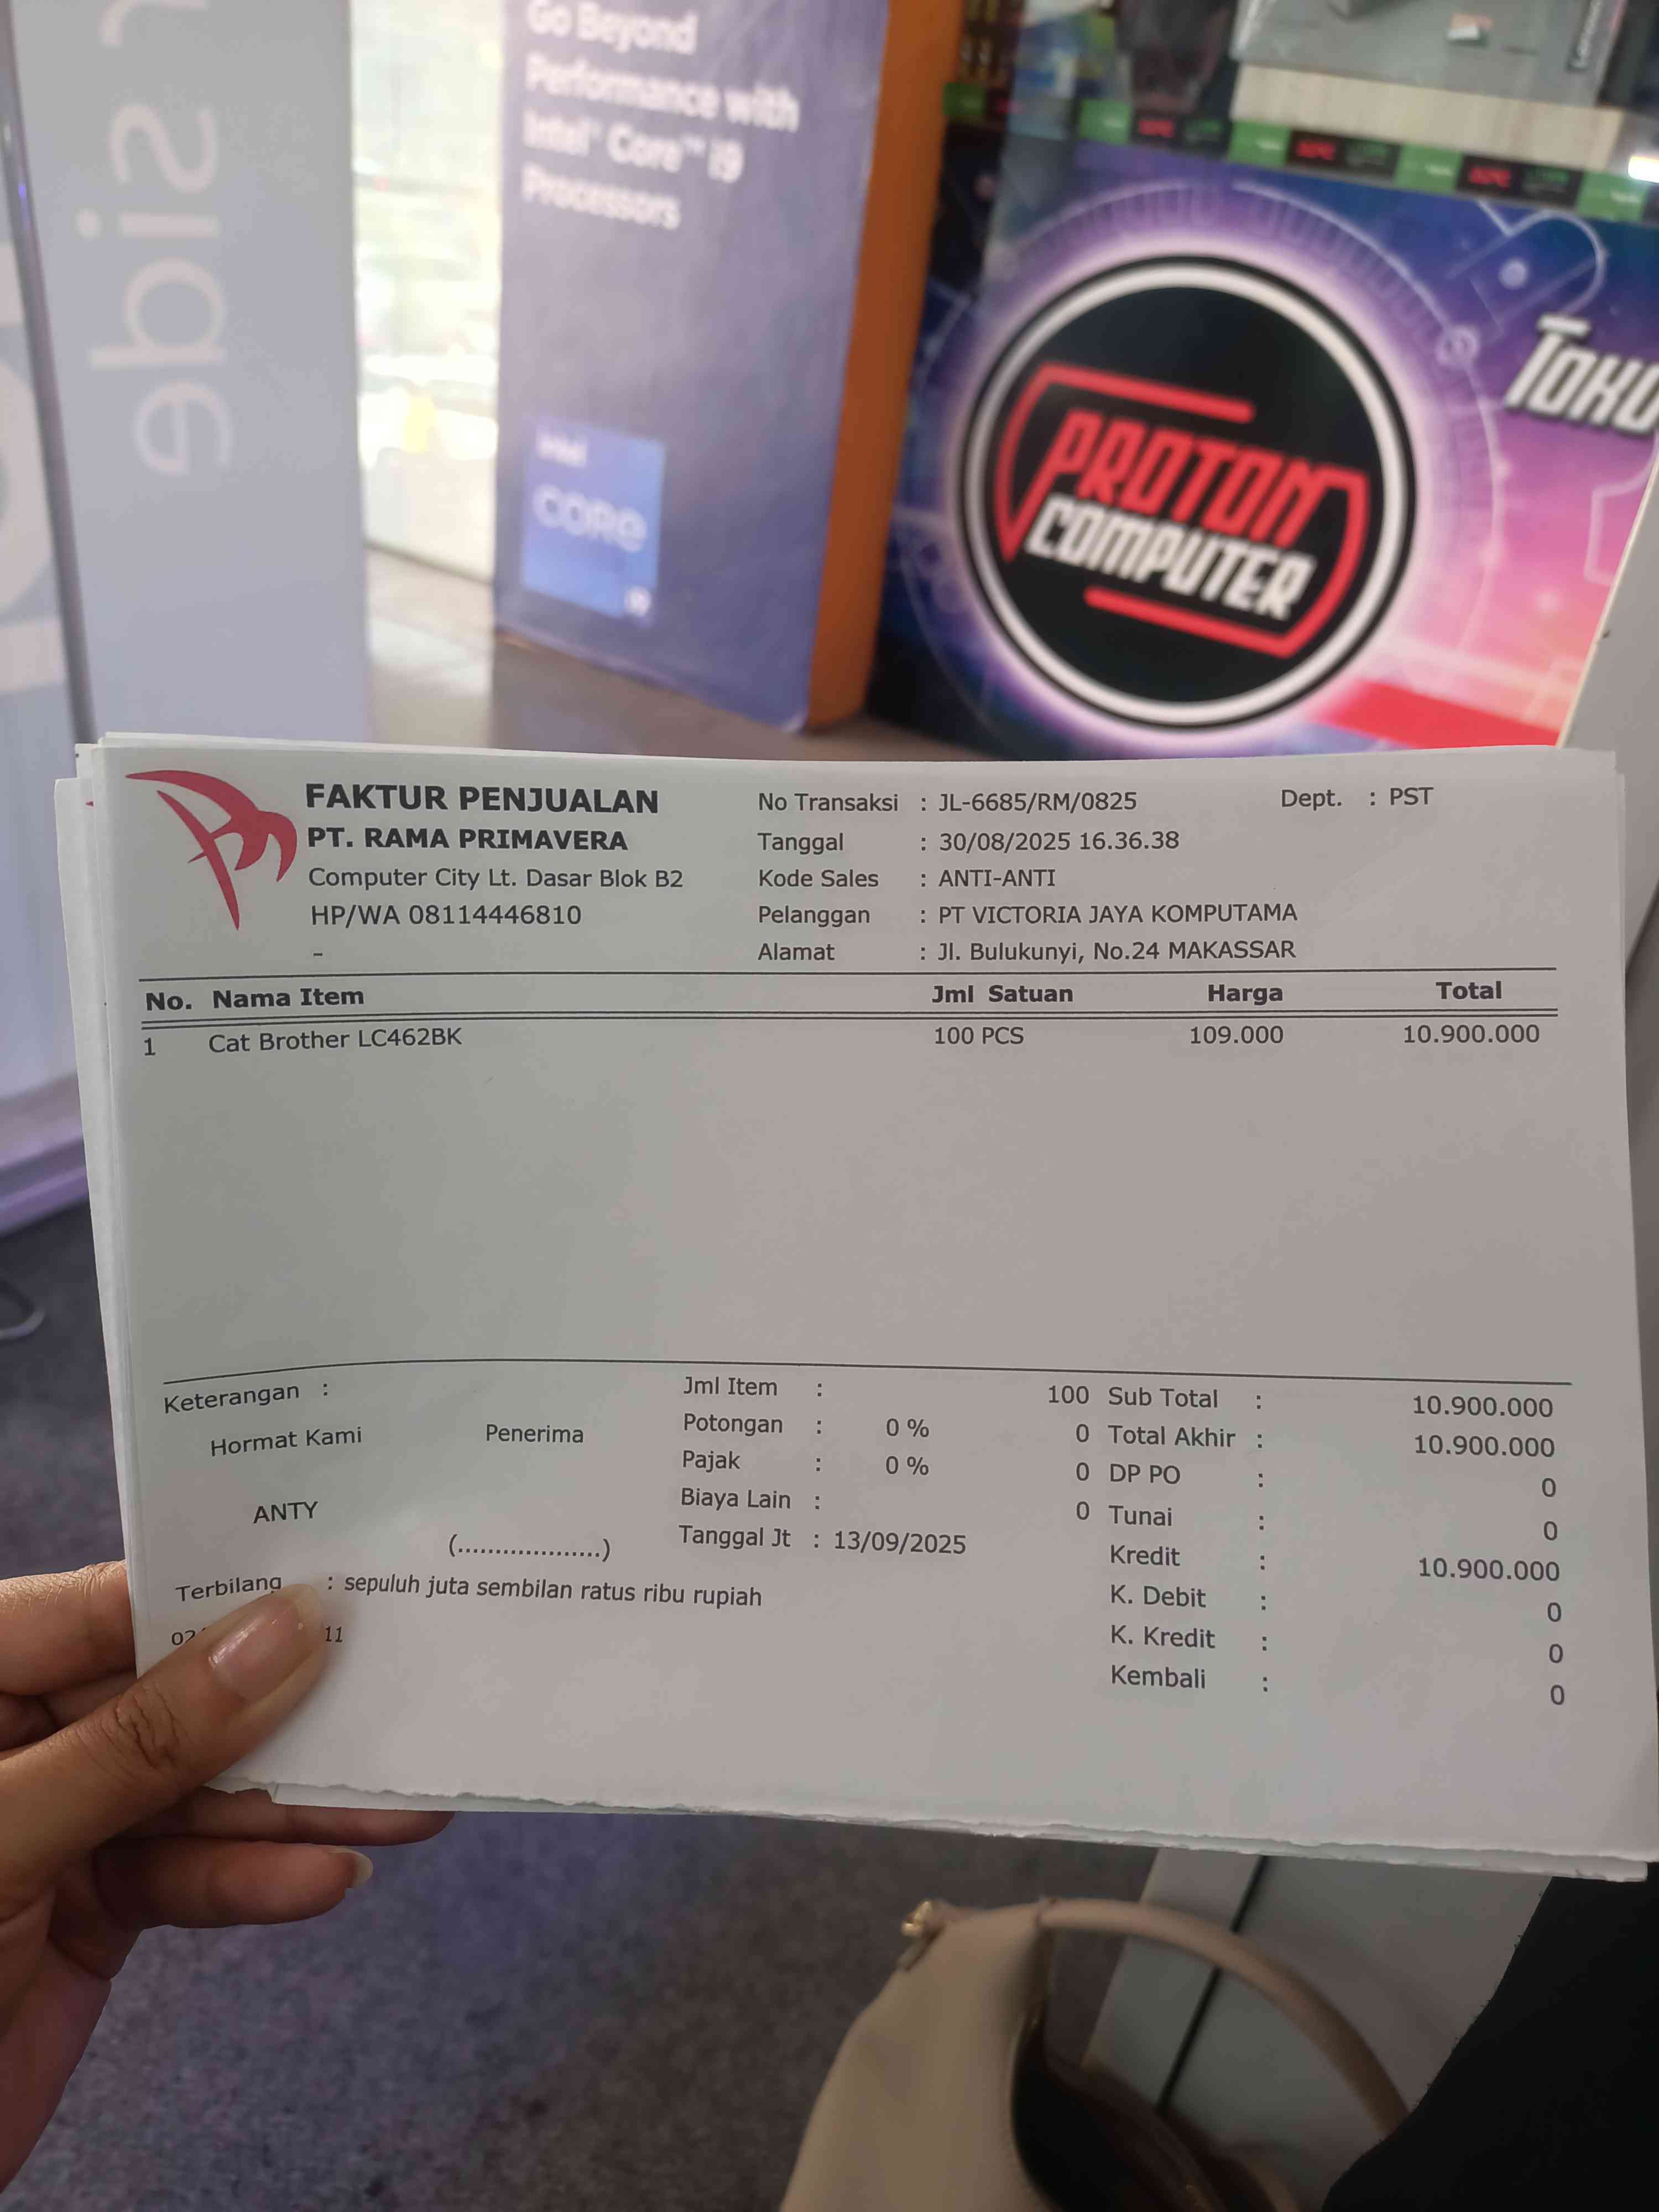 Go Beyond
Performance with
Intel® Core™ i9
Processors
intel
CORE
i9
side
TOKO
PROTON
COMPUTER
FAKTUR PENJUALAN
PT. RAMA PRIMAVERA
Computer City Lt. Dasar Blok B2
HP/WA 08114446810
-
No Transaksi : JL-6685/RM/0825 Dept. : PST
Tanggal : 30/08/2025 16.36.38
Kode Sales : ANTI-ANTI
Pelanggan : PT VICTORIA JAYA KOMPUTAMA
Alamat : Jl. Bulukunyi, No.24 MAKASSAR
No. Nama Item Jml Satuan Harga Total
1 Cat Brother LC462BK 100 PCS 109.000 10.900.000
Keterangan :
Hormat Kami Penerima
ANTY
(...................)
Jml Item : 100
Potongan : 0 % 0
Pajak : 0 % 0
Biaya Lain : 0
Tanggal Jt : 13/09/2025
Sub Total : 10.900.000
Total Akhir : 10.900.000
DP PO : 0
Tunai : 0
Kredit : 10.900.000
K. Debit : 0
K. Kredit : 0
Kembali : 0
Terbilang : sepuluh juta sembilan ratus ribu rupiah
02 11